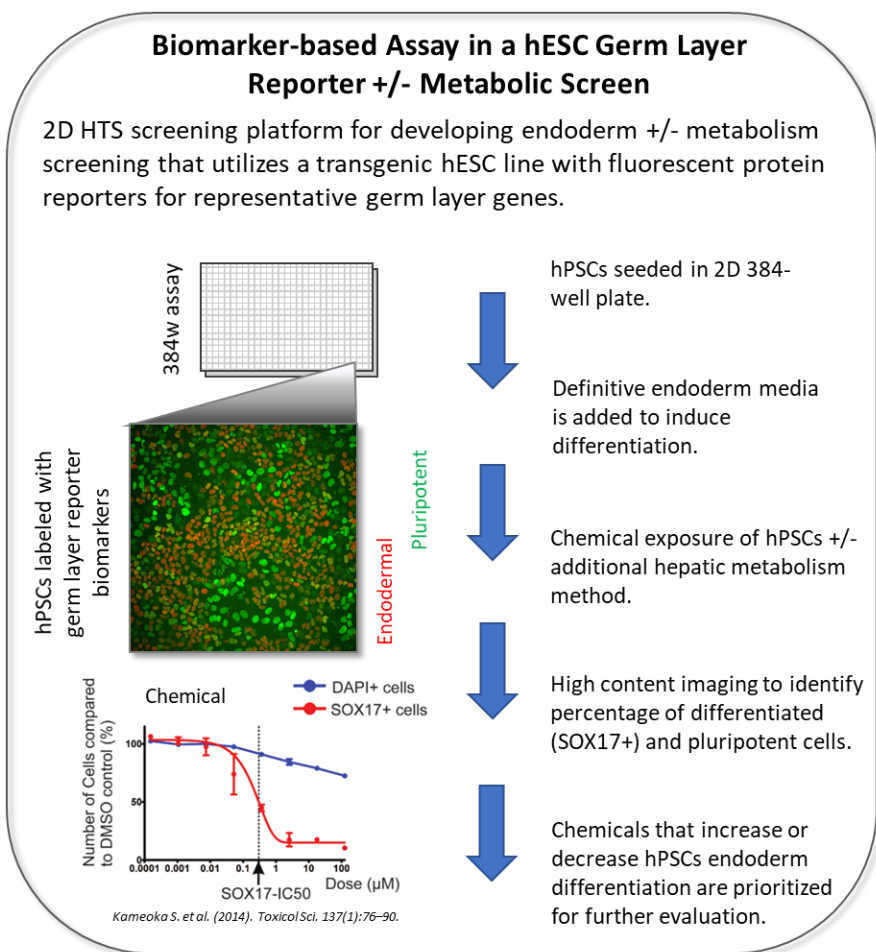 Biomarker-based Assay in a hESC Germ Layer
Reporter +/- Metabolic Screen
2D HTS screening platform for developing endoderm +/- metabolism
screening that utilizes a transgenic hESC line with fluorescent protein
reporters for representative germ layer genes.
384w assay
hPSCs labeled with
germ layer reporter
biomarkers
Endodermal
Pluripotent
Chemical
DAPI+ cells
SOX17+ cells
Number of Cells compared
to DMSO control (%)
100
50
0
0.0001
0.001
0.01
0.1
1
10
100
Dose (µM)
SOX17-IC50
Kameoka S. et al. (2014). Toxicol Sci. 137(1):76–90.
hPSCs seeded in 2D 384-
well plate.
Definitive endoderm media
is added to induce
differentiation.
Chemical exposure of hPSCs +/-
additional hepatic metabolism
method.
High content imaging to identify
percentage of differentiated
(SOX17+) and pluripotent cells.
Chemicals that increase or
decrease hPSCs endoderm
differentiation are prioritized
for further evaluation.